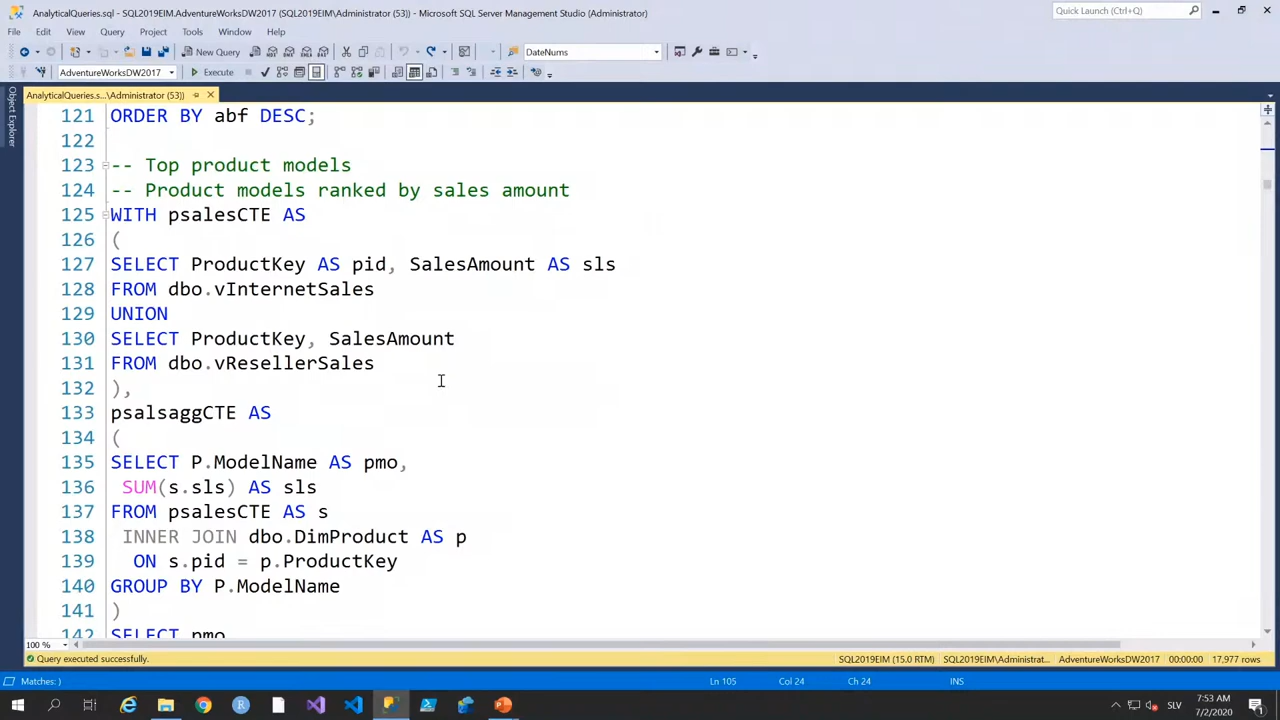 AnalyticalQueries.sql - SQL2019EIM.AdventureWorksDW2017 (SQL2019EIM\Administrator (53)) - Microsoft SQL Server Management Studio (Administrator)
Quick Launch (Ctrl+Q)
File Edit View Query Project Tools Window Help
New Query
DateNums
AdventureWorksDW2017
Execute
AnalyticalQueries.s...\Administrator (53))
Object Explorer
121 ORDER BY abf DESC;
122
123 -- Top product models
124 -- Product models ranked by sales amount
125 WITH psalesCTE AS
126 (
127 SELECT ProductKey AS pid, SalesAmount AS sls
128 FROM dbo.vInternetSales
129 UNION
130 SELECT ProductKey, SalesAmount
131 FROM dbo.vResellerSales
132 ),
133 psalsaggCTE AS
134 (
135 SELECT P.ModelName AS pmo,
136 SUM(s.sls) AS sls
137 FROM psalesCTE AS s
138 INNER JOIN dbo.DimProduct AS p
139 ON s.pid = p.ProductKey
140 GROUP BY P.ModelName
141 )
142 SELECT pmo,
100 %
Query executed successfully.
SQL2019EIM (15.0 RTM) SQL2019EIM\Administrat... AdventureWorksDW2017 00:00:00 17,977 rows
Matches: )
Ln 105 Col 24 Ch 24 INS
SLV
7:53 AM
7/2/2020